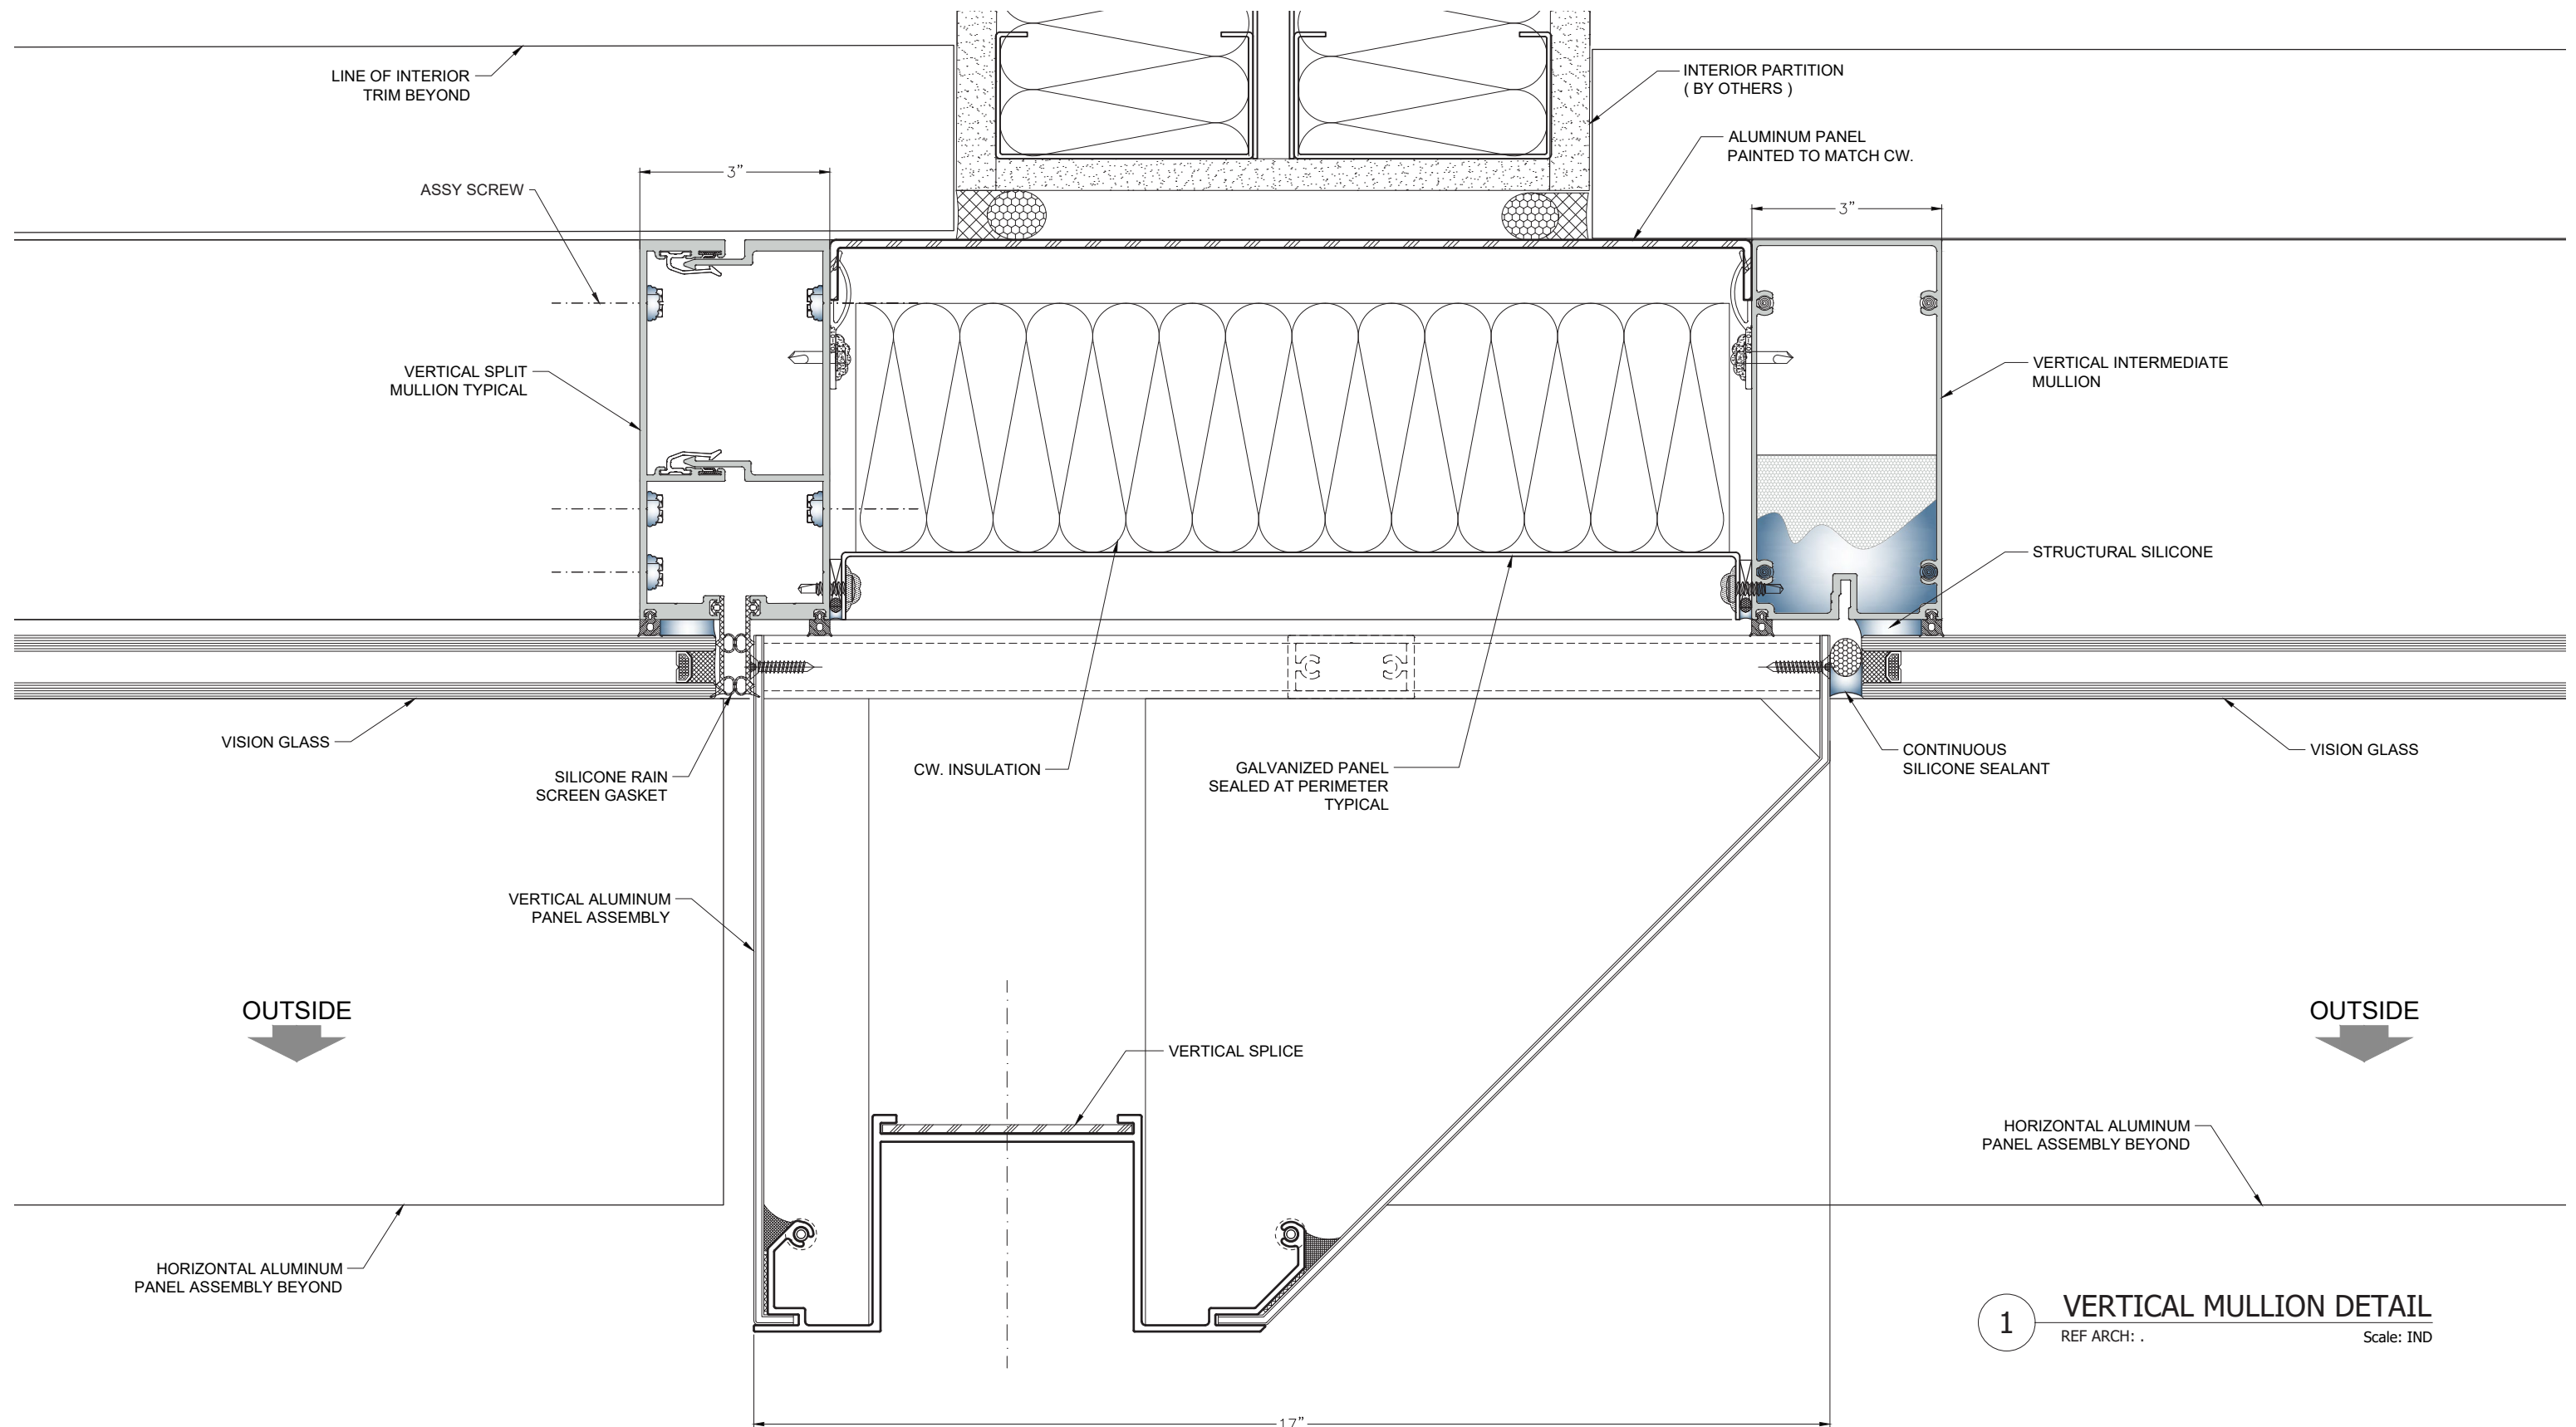 LINE OF INTERIOR
TRIM BEYOND
INTERIOR PARTITION
( BY OTHERS )
ALUMINUM PANEL
PAINTED TO MATCH CW.
3"
ASSY SCREW
3"
VERTICAL SPLIT
MULLION TYPICAL
VERTICAL INTERMEDIATE
MULLION
STRUCTURAL SILICONE
VISION GLASS
SILICONE RAIN
SCREEN GASKET
CW. INSULATION
GALVANIZED PANEL
SEALED AT PERIMETER
TYPICAL
CONTINUOUS
SILICONE SEALANT
VISION GLASS
VERTICAL ALUMINUM
PANEL ASSEMBLY
OUTSIDE
OUTSIDE
VERTICAL SPLICE
HORIZONTAL ALUMINUM
PANEL ASSEMBLY BEYOND
HORIZONTAL ALUMINUM
PANEL ASSEMBLY BEYOND
1
VERTICAL MULLION DETAIL
REF ARCH: .
Scale: IND
17"